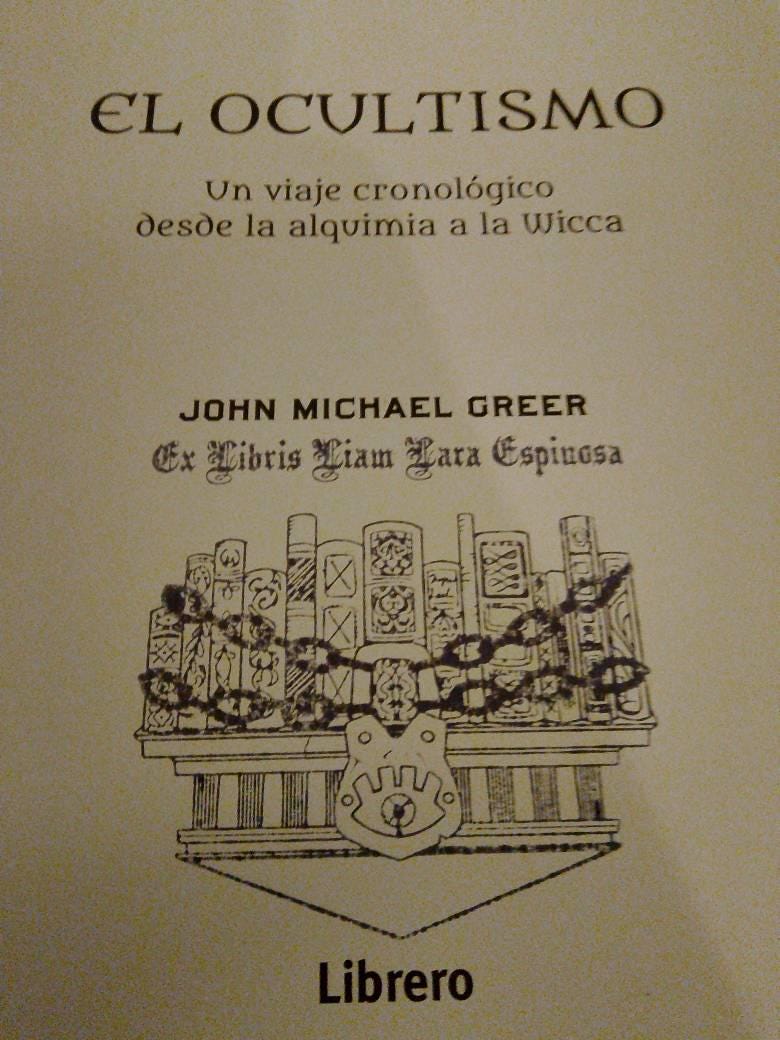 EL OCULTISMO
Un viaje cronológico
desde la alquimia a la Wicca
JOHN MICHAEL GREER
Ex Libris Liam Lara Espinosa
Librero